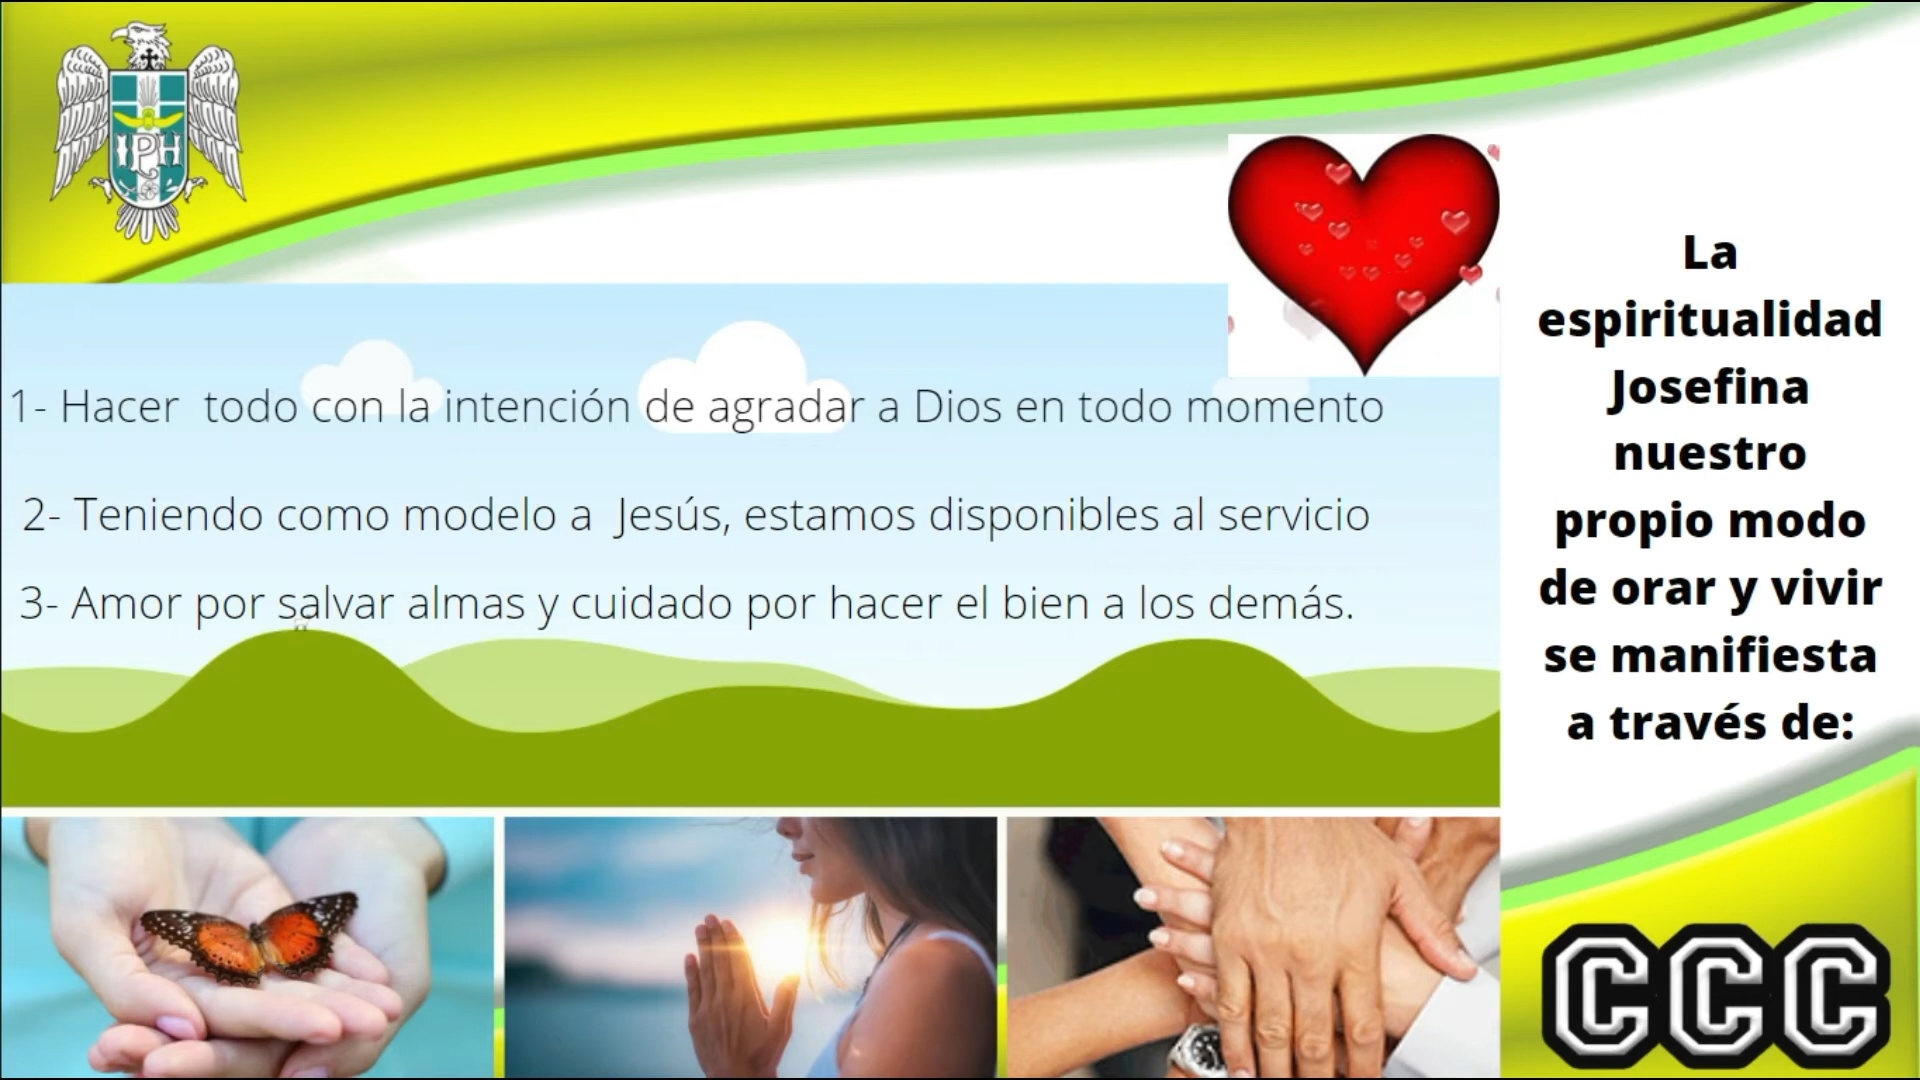 IPH
La
espiritualidad
Josefina
nuestro
propio modo
de orar y vivir
se manifiesta
a través de:
1- Hacer todo con la intención de agradar a Dios en todo momento
2- Teniendo como modelo a Jesús, estamos disponibles al servicio
3- Amor por salvar almas y cuidado por hacer el bien a los demás.
CCC